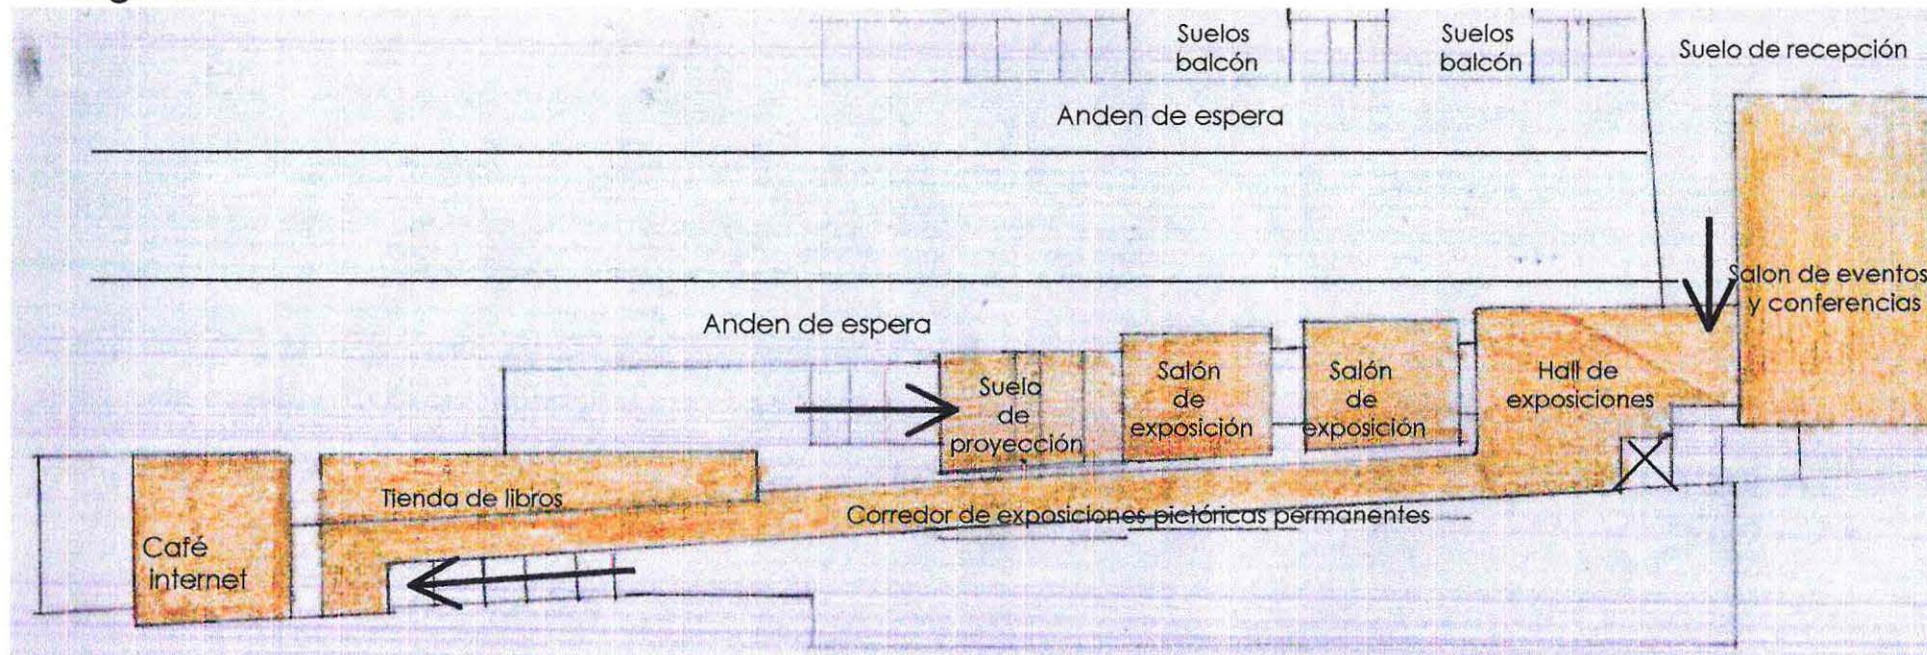 Suelos
balcón
Suelos
balcón
Suelo de recepción
Anden de espera
Salon de eventos
y conferencias
Anden de espera
Suelo
de
proyección
Salón
de
exposición
Salón
de
exposición
Hall de
exposiciones
Tienda de libros
Corredor de exposiciones pictóricas permanentes
Café
internet